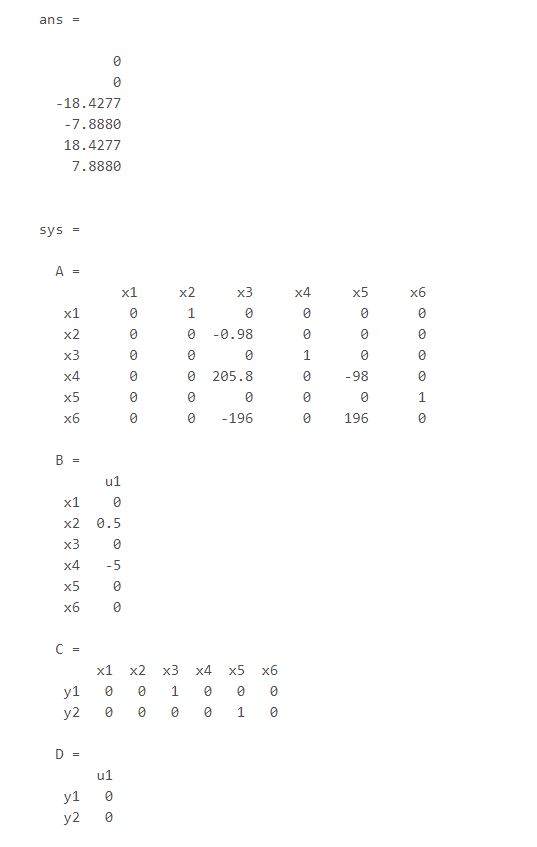 ans =
0
0
-18.4277
-7.8880
18.4277
7.8880
sys =
A =
x1 x2 x3 x4 x5 x6
x1 0 1 0 0 0 0
x2 0 0 -0.98 0 0 0
x3 0 0 0 1 0 0
x4 0 0 205.8 0 -98 0
x5 0 0 0 0 0 1
x6 0 0 -196 0 196 0
B =
u1
x1 0
x2 0.5
x3 0
x4 -5
x5 0
x6 0
C =
x1 x2 x3 x4 x5 x6
y1 0 0 1 0 0 0
y2 0 0 0 0 1 0
D =
u1
y1 0
y2 0